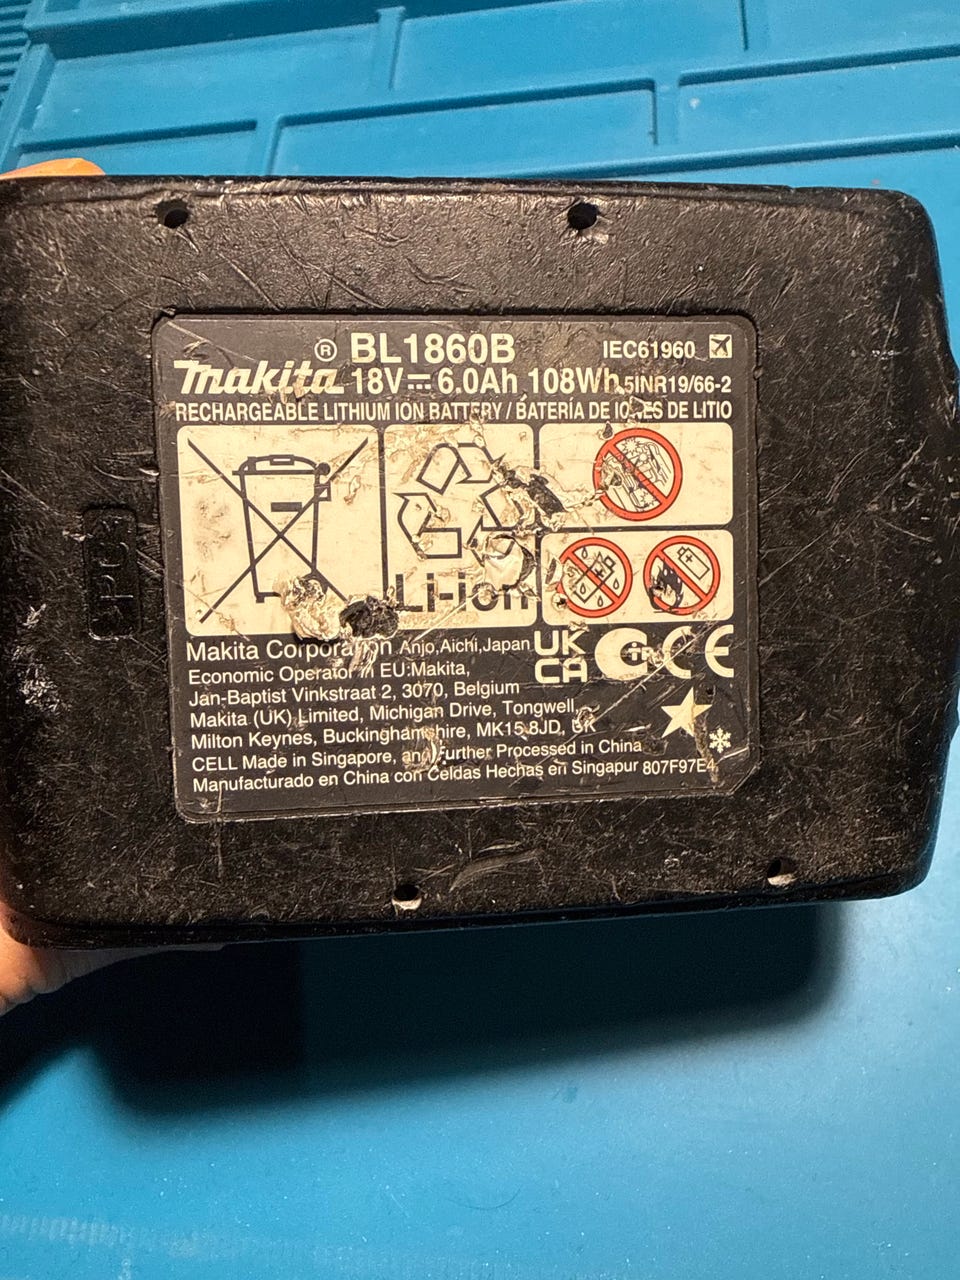 Makita® BL1860B IEC61960
18V⎓6.0Ah 108Wh 5INR19/66-2
RECHARGEABLE LITHIUM ION BATTERY / BATERÍA DE IONES DE LITIO
Li-ion
Makita Corporation Anjo,Aichi,Japan
Economic Operator in EU:Makita,
Jan-Baptist Vinkstraat 2, 3070, Belgium
Makita (UK) Limited, Michigan Drive, Tongwell,
Milton Keynes, Buckinghamshire, MK15 8JD, UK
CELL Made in Singapore, and Further Processed in China
Manufacturado en China con Celdas Hechas en Singapur 807F97E4
UK
CA
CE
>PC<